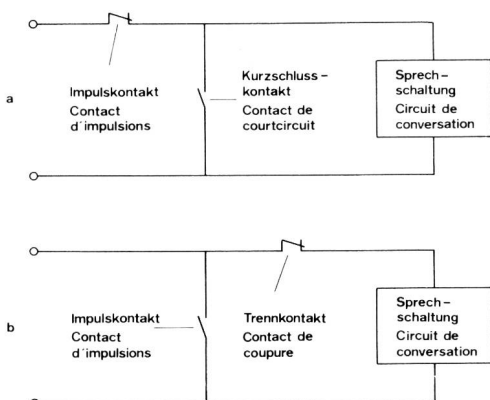 a
Impulskontakt
Contact
d'impulsions
Kurzschluss-
kontakt
Contact de
courtcircuit
Sprech-
schaltung
Circuit de
conversation
b
Impulskontakt
Contact
d'impulsions
Trennkontakt
Contact de
coupure
Sprech-
schaltung
Circuit de
conversation